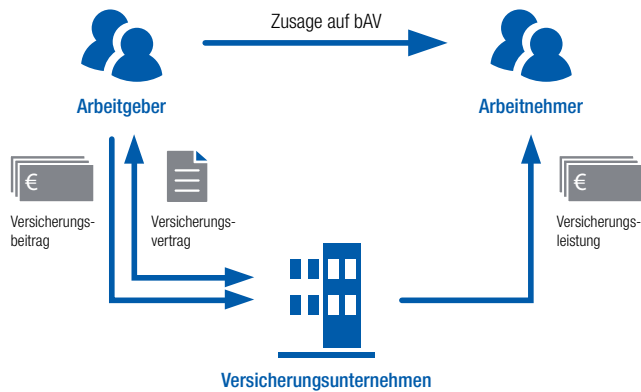 Zusage auf bAV
Arbeitgeber
Arbeitnehmer
€
Versicherungs-
beitrag
Versicherungs-
vertrag
€
Versicherungs-
leistung
Versicherungsunternehmen